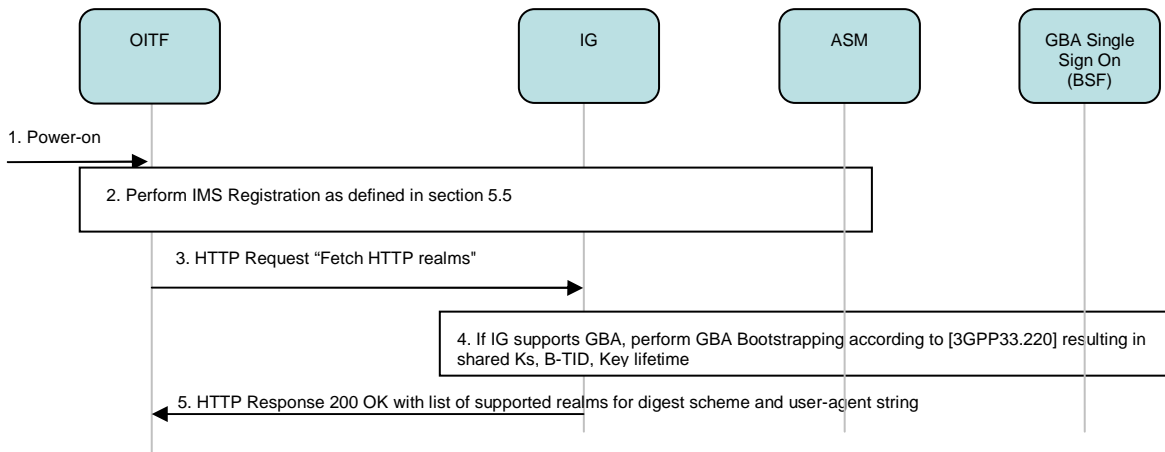 OITF
IG
ASM
GBA Single
Sign On
(BSF)
1. Power-on
2. Perform IMS Registration as defined in section 5.5
3. HTTP Request “Fetch HTTP realms"
4. If IG supports GBA, perform GBA Bootstrapping according to [3GPP33.220] resulting in
shared Ks, B-TID, Key lifetime
5. HTTP Response 200 OK with list of supported realms for digest scheme and user-agent string